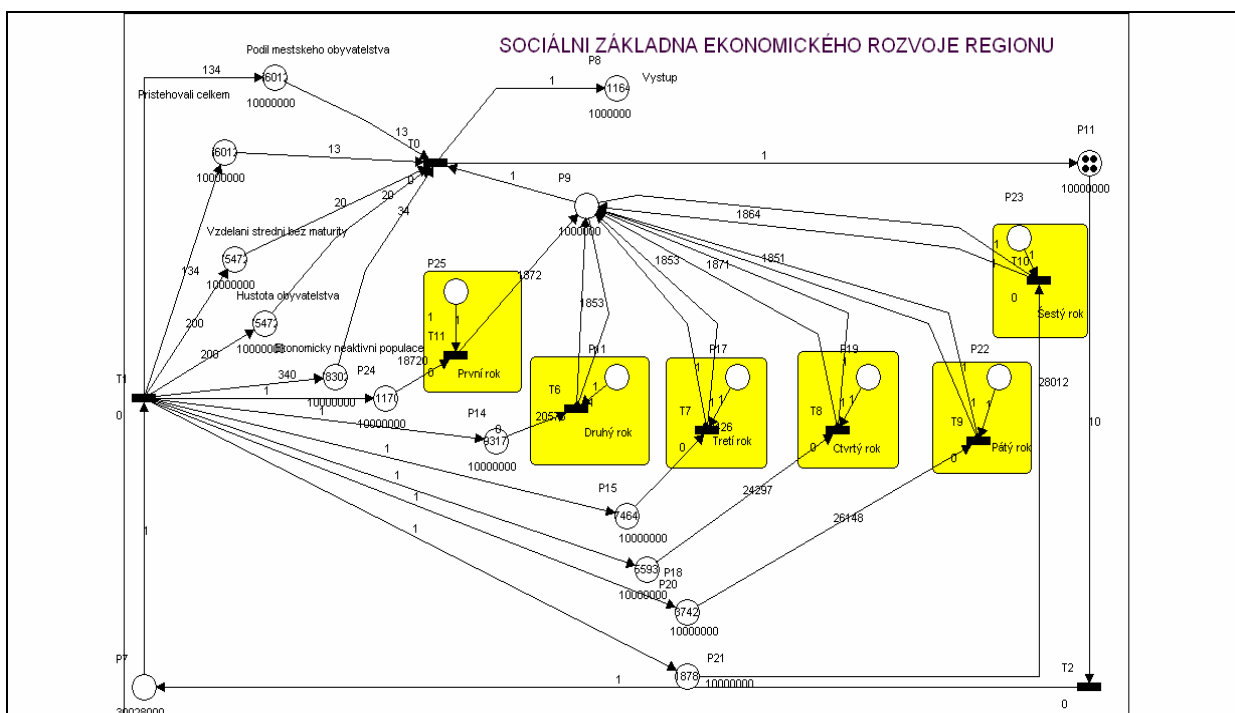 SOCIÁLNI ZÁKLADNA EKONOMICKÉHO ROZVOJE REGIONU
Podil mestskeho obyvatelstva
P8
134
6012
1
1164
Vystup
Pristehovali celkem
10000000
1000000
13
T0
P11
6012
13
1
10000000
0
10000000
P9
1
P23
20
20
34
1864
Vzdelani stredni bez maturity
1000000
1853
1871
1851
T10
5472
P25
1872
134
10000000
1853
0
Šestý rok
Hustota obyvatelstva
5472
200
10000000
1
1
T11
Economicky neaktivni populace
200
18720
P17
P19
P22
T1
340
8302
P24
0
První rok
28012
1
1170
T6
1
0
10000000
10000000
P14
T7
T8
T9
10
0
9317
Druhý rok
Tretí rok
Ctvrtý rok
Pátý rok
10000000
0
0
0
1
P15
24297
1
7464
26148
1
10000000
1
5593
P18
10000000
P20
1
3742
10000000
P7
P21
T2
1878
10000000
1
0
30028000